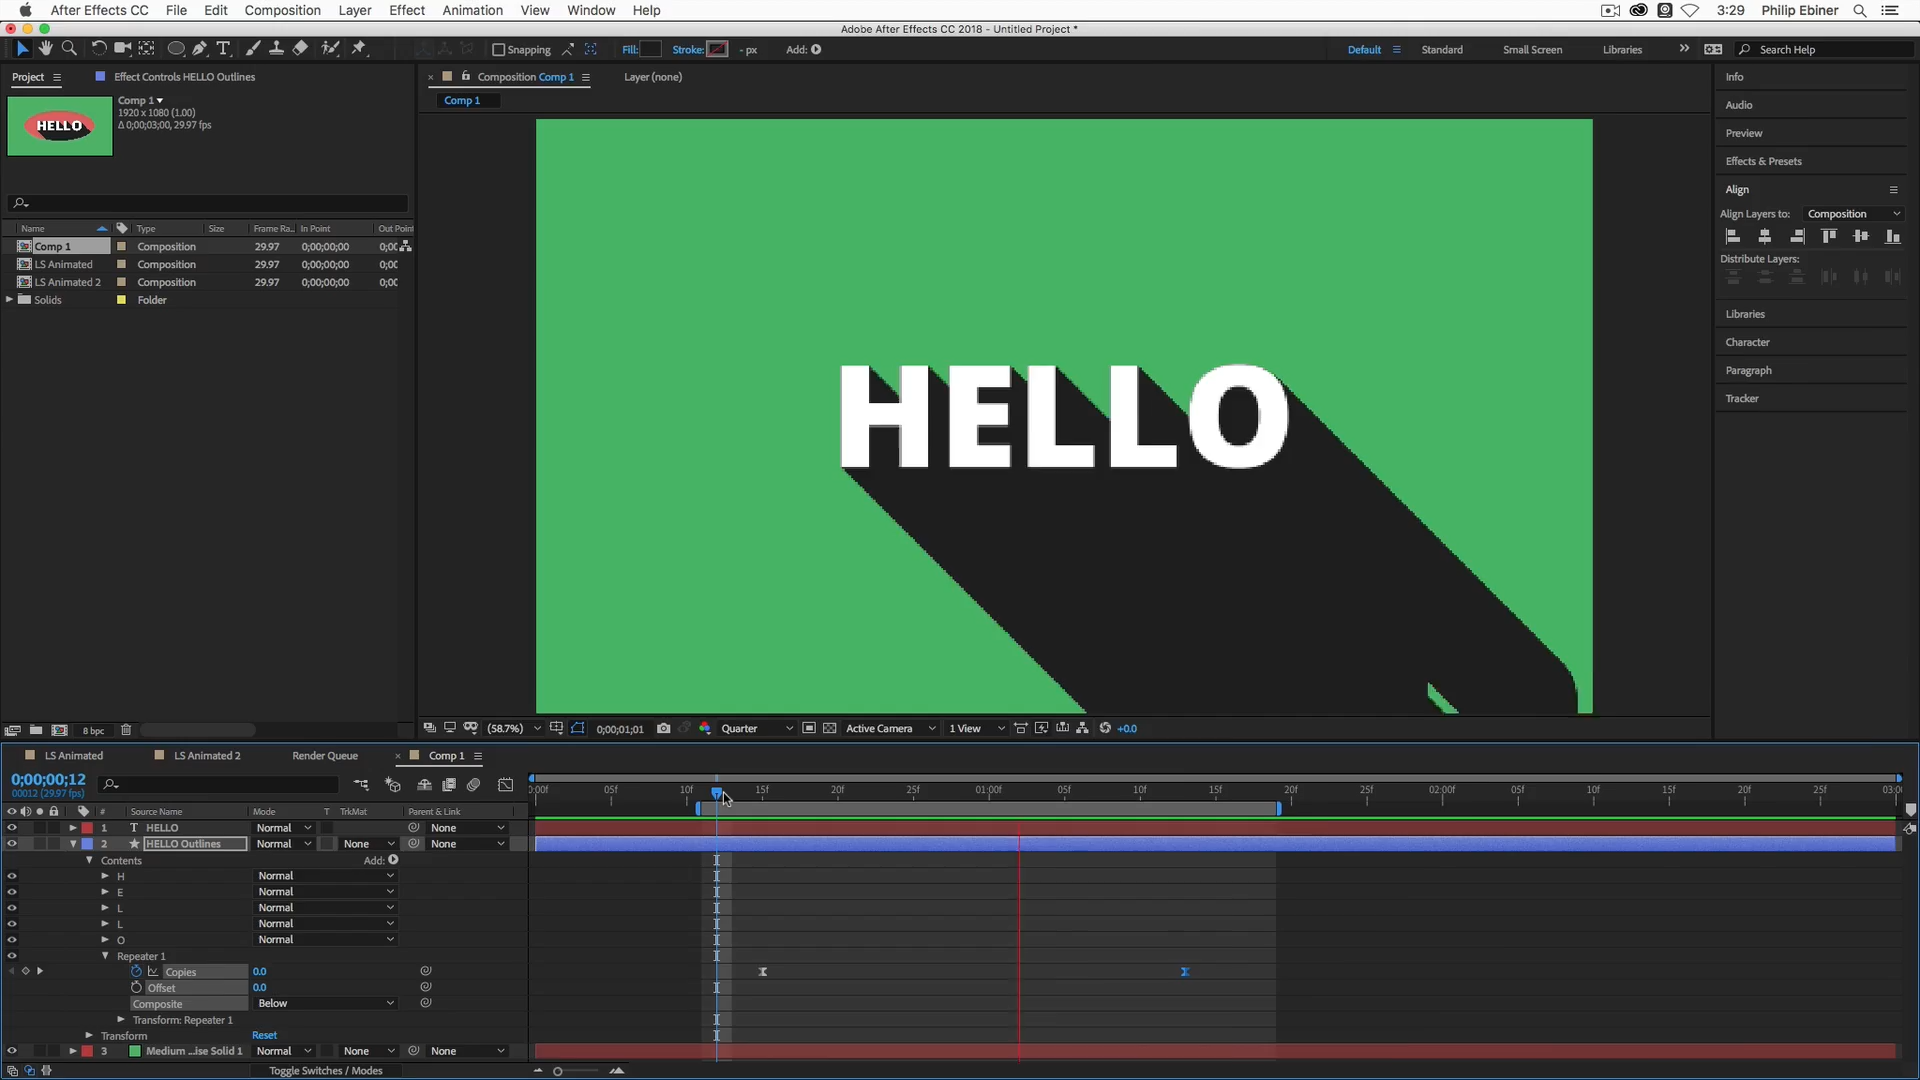 After Effects CC File Edit Composition Layer Effect Animation View Window Help 3:29 Philip Ebiner
Adobe After Effects CC 2018 - Untitled Project *
Snapping Fill: Stroke: - px Add: Default Standard Small Screen Libraries Search Help
Project Effect Controls HELLO Outlines Composition Comp 1 Layer (none) Info
Comp 1
1920 x 1080 (1.00)
Δ 0;00;03;00, 29.97 fps
HELLO
Comp 1
Audio
Preview
Effects & Presets
Align
Align Layers to: Composition
Distribute Layers:
Libraries
Character
Paragraph
Tracker
Name Type Size Frame Ra... In Point Out Point
Comp 1 Composition 29.97 0;00;00;00 0;00
LS Animated Composition 29.97 0;00;00;00 0;00
LS Animated 2 Composition 29.97 0;00;00;00 0;00
Solids Folder
HELLO
8 bpc (58.7%) 0;00;01;01 Quarter Active Camera 1 View +0.0
LS Animated LS Animated 2 Render Queue Comp 1
0;00;00;12
00012 (29.97 fps)
0:00f 05f 10f 15f 20f 25f 01:00f 05f 10f 15f 20f 25f 02:00f 05f 10f 15f 20f 25f 03:0
# Source Name Mode T TrkMat Parent & Link
1 T HELLO Normal None
2 HELLO Outlines Normal None None
Contents Add:
H Normal
E Normal
L Normal
L Normal
O Normal
Repeater 1
Copies 0.0
Offset 0.0
Composite Below
Transform: Repeater 1
Transform Reset
3 Medium ...ise Solid 1 Normal None None
Toggle Switches / Modes